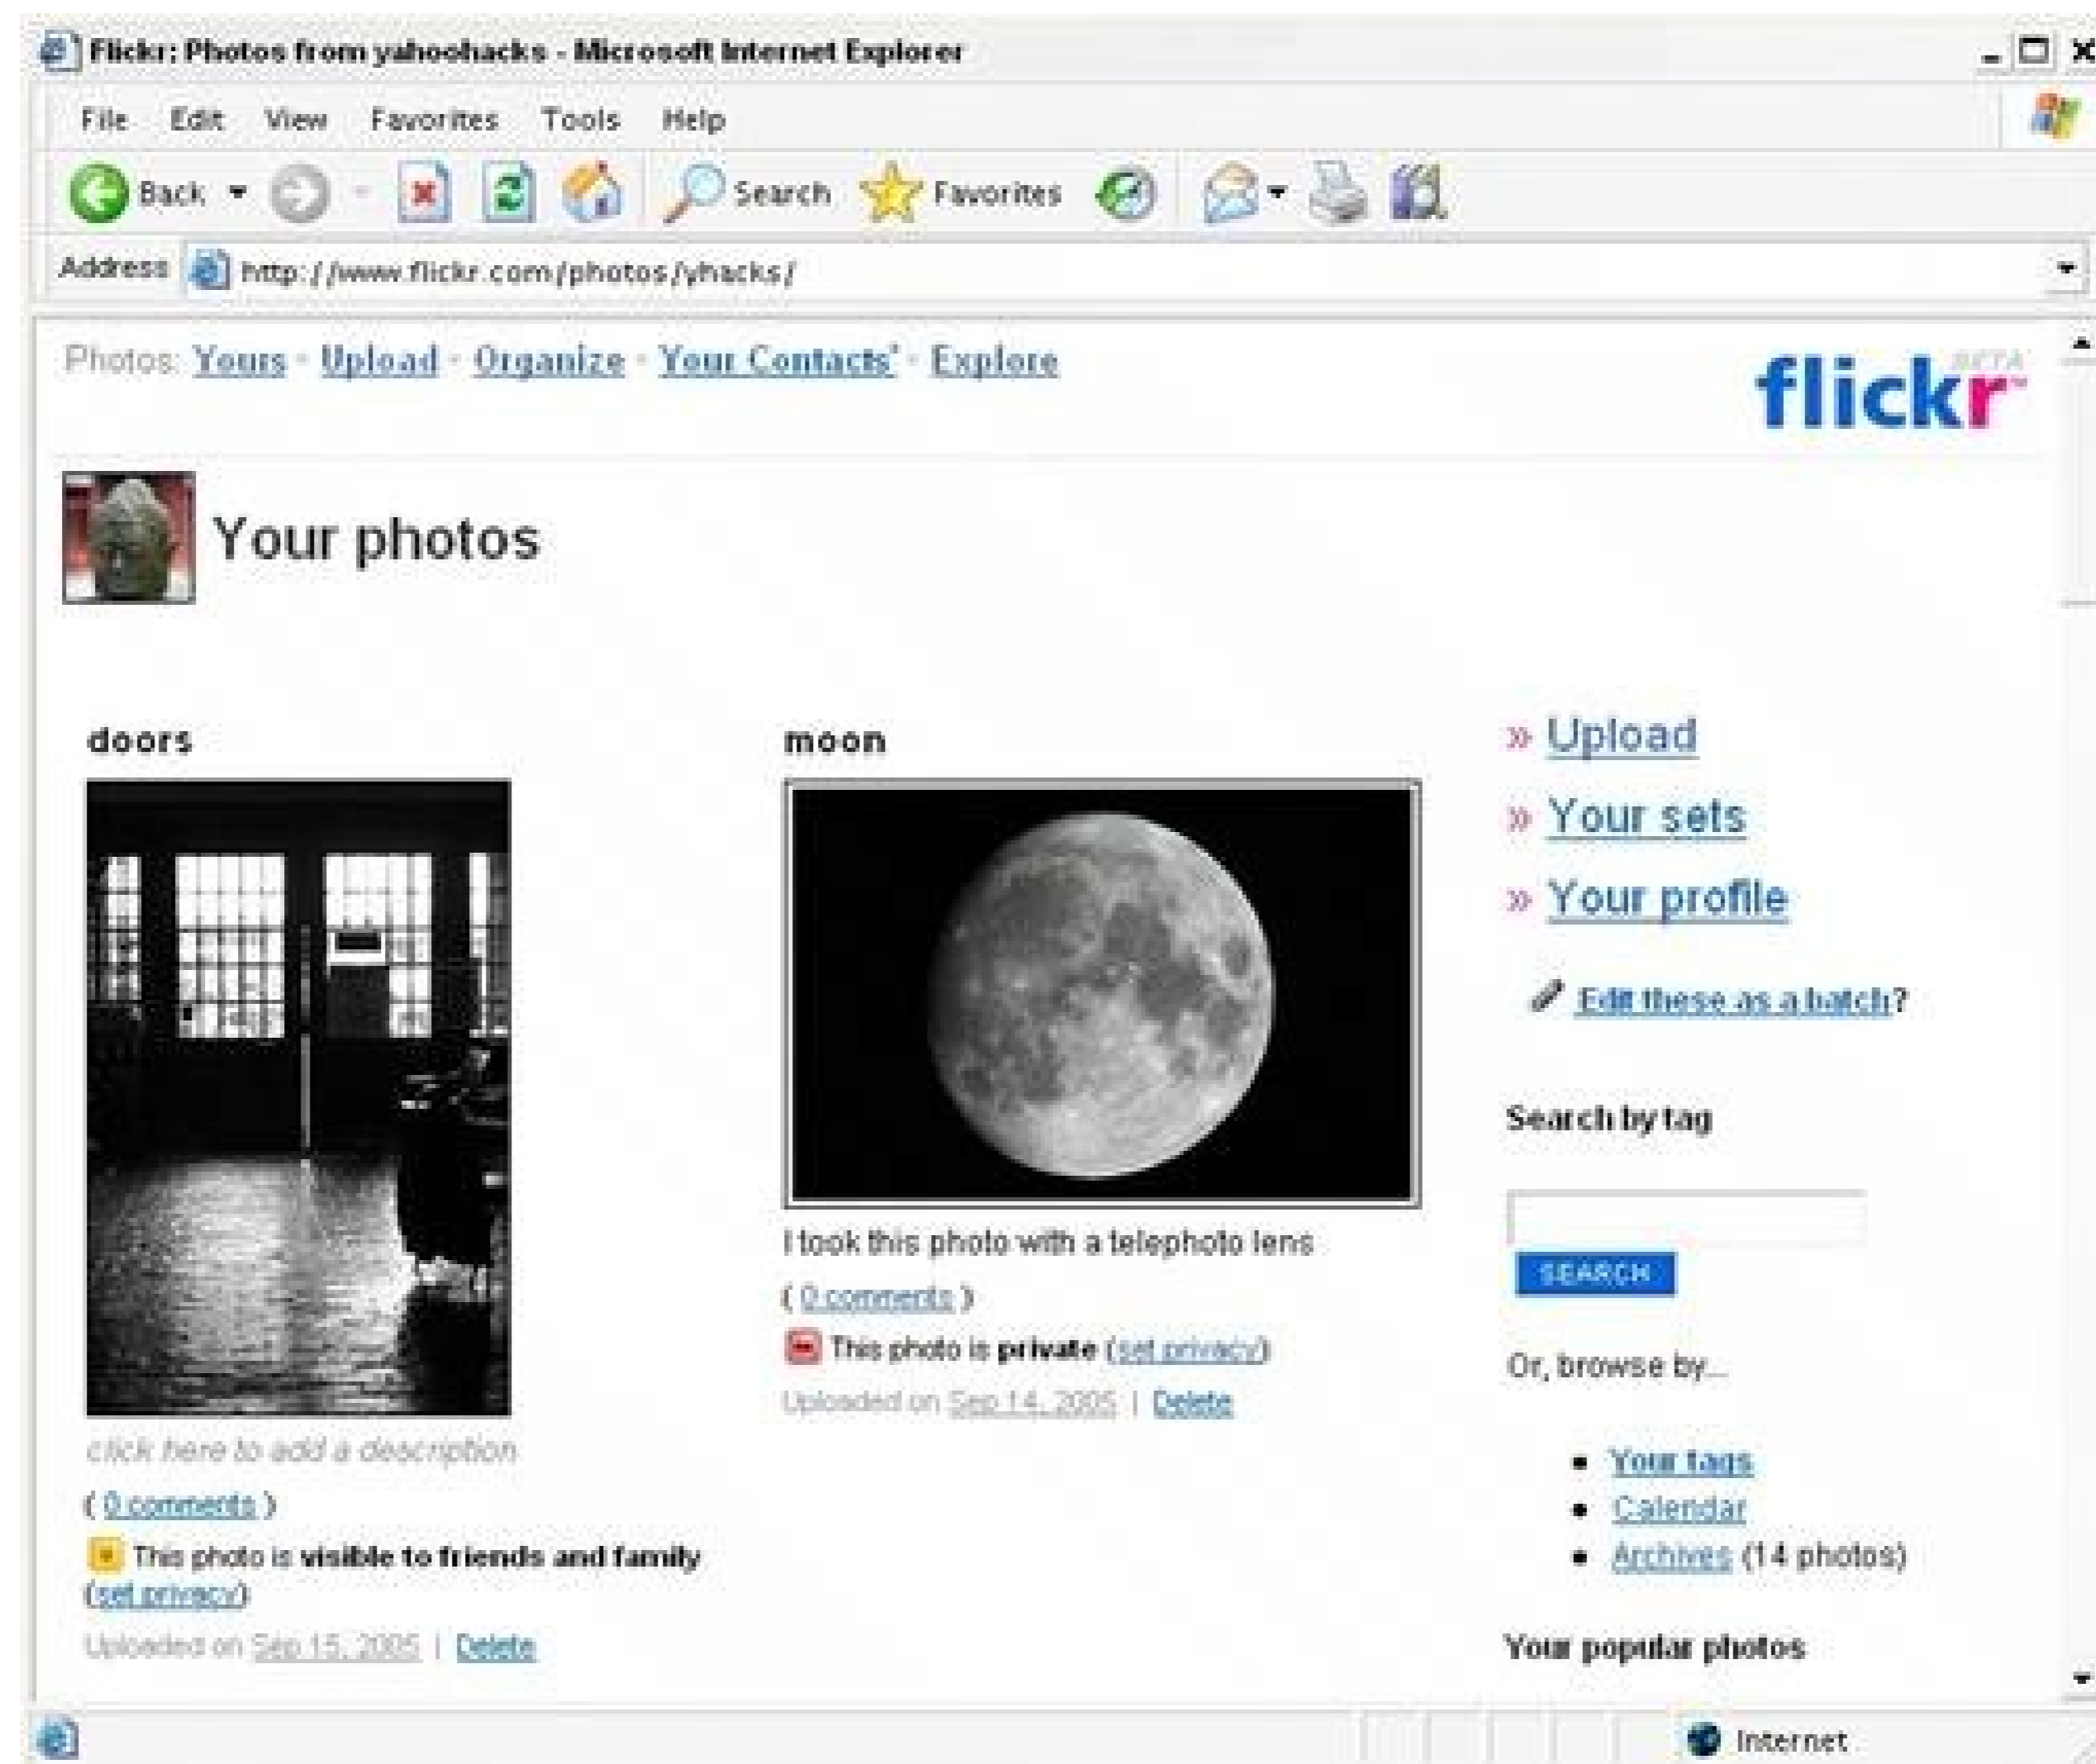 Flickr: Photos from yahoohacks - Microsoft Internet Explorer
File Edit View Favorites Tools Help
Back Search Favorites
Address http://www.flickr.com/photos/yhacks/
Photos: Yours · Upload · Organize · Your Contacts' · Explore
BETA
flickr™
Your photos
doors
click here to add a description
( 0 comments )
This photo is visible to friends and family
(set privacy)
Uploaded on Sep 15, 2005 | Delete
moon
I took this photo with a telephoto lens
( 0 comments )
This photo is private (set privacy)
Uploaded on Sep 14, 2005 | Delete
» Upload
» Your sets
» Your profile
Edit these as a batch?
Search by tag
SEARCH
Or, browse by...
• Your tags
• Calendar
• Archives (14 photos)
Your popular photos
Internet